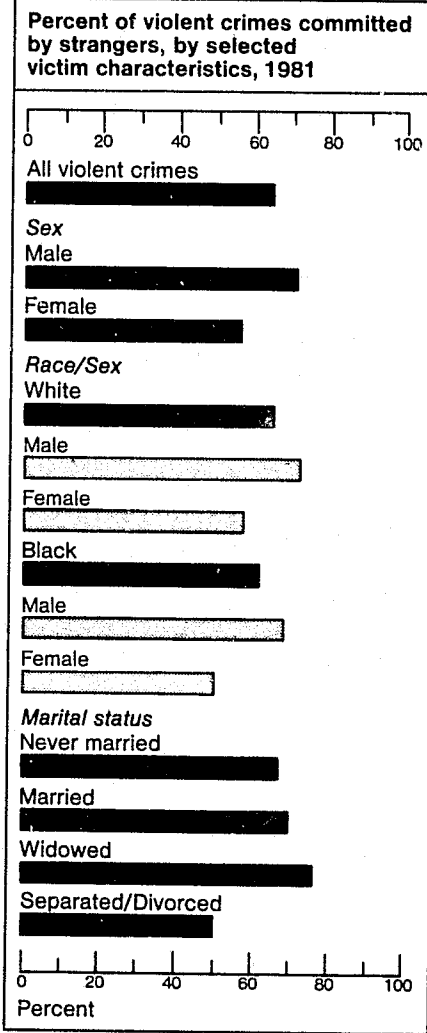 Percent of violent crimes committed
by strangers, by selected
victim characteristics, 1981
0 20 40 60 80 100
All violent crimes
Sex
Male
Female
Race/Sex
White
Male
Female
Black
Male
Female
Marital status
Never married
Married
Widowed
Separated/Divorced
0 20 40 60 80 100
Percent